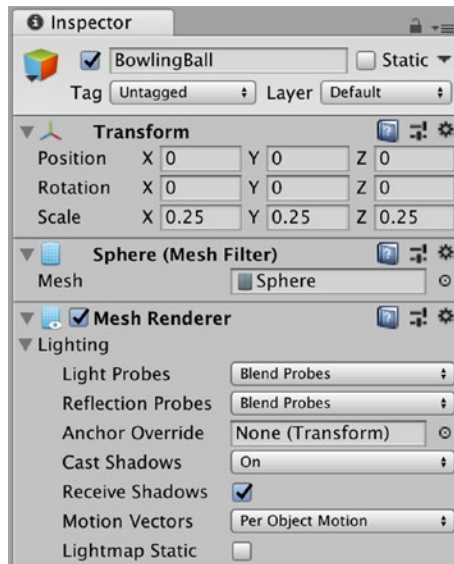 Inspector
BowlingBall Static
Tag Untagged Layer Default
Transform
Position X 0 Y 0 Z 0
Rotation X 0 Y 0 Z 0
Scale X 0.25 Y 0.25 Z 0.25
Sphere (Mesh Filter)
Mesh Sphere
Mesh Renderer
Lighting
Light Probes Blend Probes
Reflection Probes Blend Probes
Anchor Override None (Transform)
Cast Shadows On
Receive Shadows
Motion Vectors Per Object Motion
Lightmap Static